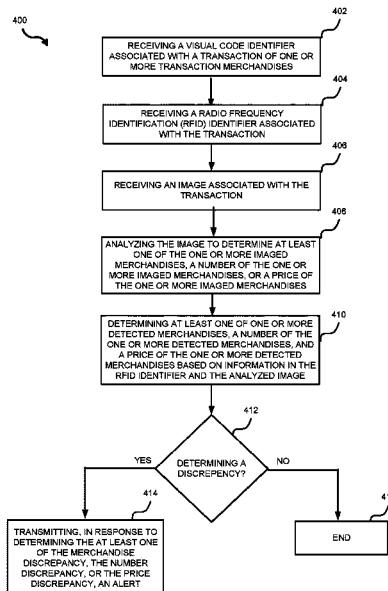 400
402
RECEIVING A VISUAL CODE IDENTIFIER
ASSOCIATED WITH A TRANSACTION OF ONE
OR MORE TRANSACTION MERCHANDISES
404
RECEIVING A RADIO FREQUENCY
IDENTIFICATION (RFID) IDENTIFIER ASSOCIATED
WITH THE TRANSACTION
406
RECEIVING AN IMAGE ASSOCIATED WITH THE
TRANSACTION
408
ANALYZING THE IMAGE TO DETERMINE AT LEAST
ONE OF THE ONE OR MORE IMAGED
MERCHANDISES, A NUMBER OF THE ONE OR
MORE IMAGED MERCHANDISES, OR A PRICE OF
THE ONE OR MORE IMAGED MERCHANDISES
410
DETERMINING AT LEAST ONE OF ONE OR MORE
DETECTED MERCHANDISES, A NUMBER OF THE
ONE OR MORE DETECTED MERCHANDISES, AND
A PRICE OF THE ONE OR MORE DETECTED
MERCHANDISES BASED ON INFORMATION IN THE
RFID IDENTIFIER AND THE ANALYZED IMAGE
412
DETERMINING A
DISCREPENCY?
YES
NO
414
TRANSMITTING, IN RESPONSE TO
DETERMINING THE AT LEAST ONE
OF THE MERCHANDISE
DISCREPANCY, THE NUMBER
DISCREPANCY, OR THE PRICE
DISCREPANCY, AN ALERT
END